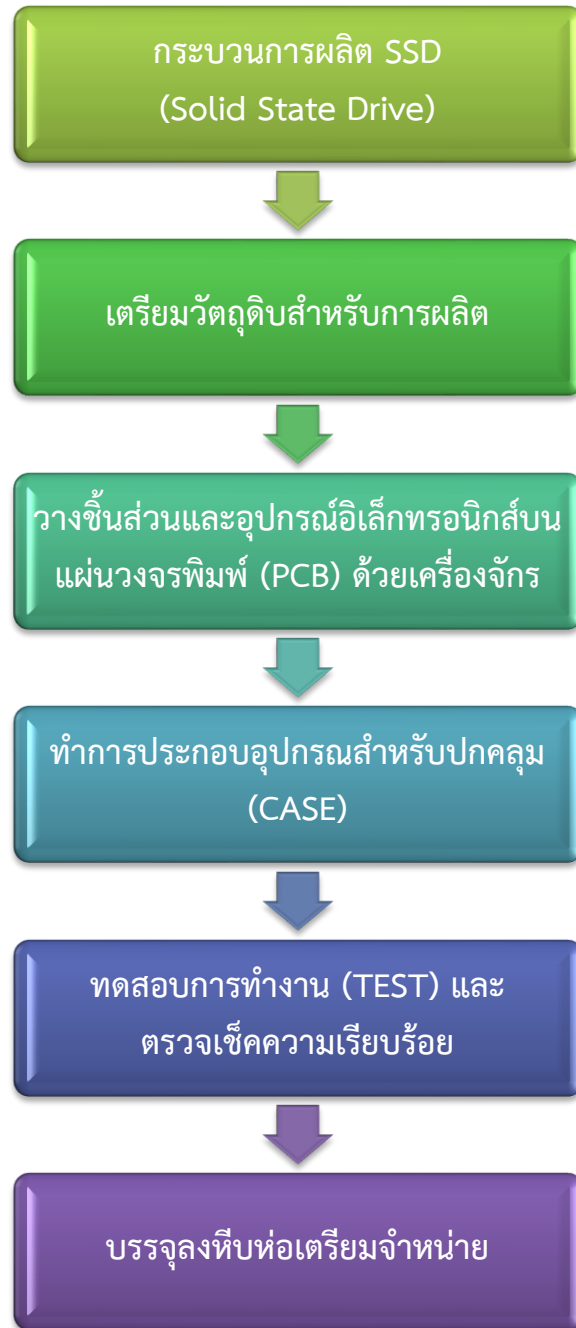 กระบวนการผลิต SSD
(Solid State Drive)
เตรียมวัตถุดิบสำหรับการผลิต
วางชิ้นส่วนและอุปกรณ์อิเล็กทรอนิกส์บน
แผ่นวงจรพิมพ์ (PCB) ด้วยเครื่องจักร
ทำการประกอบอุปกรณสำหรับปกคลุม
(CASE)
ทดสอบการทำงาน (TEST) และ
ตรวจเช็คความเรียบร้อย
บรรจุลงหีบห่อเตรียมจำหน่าย